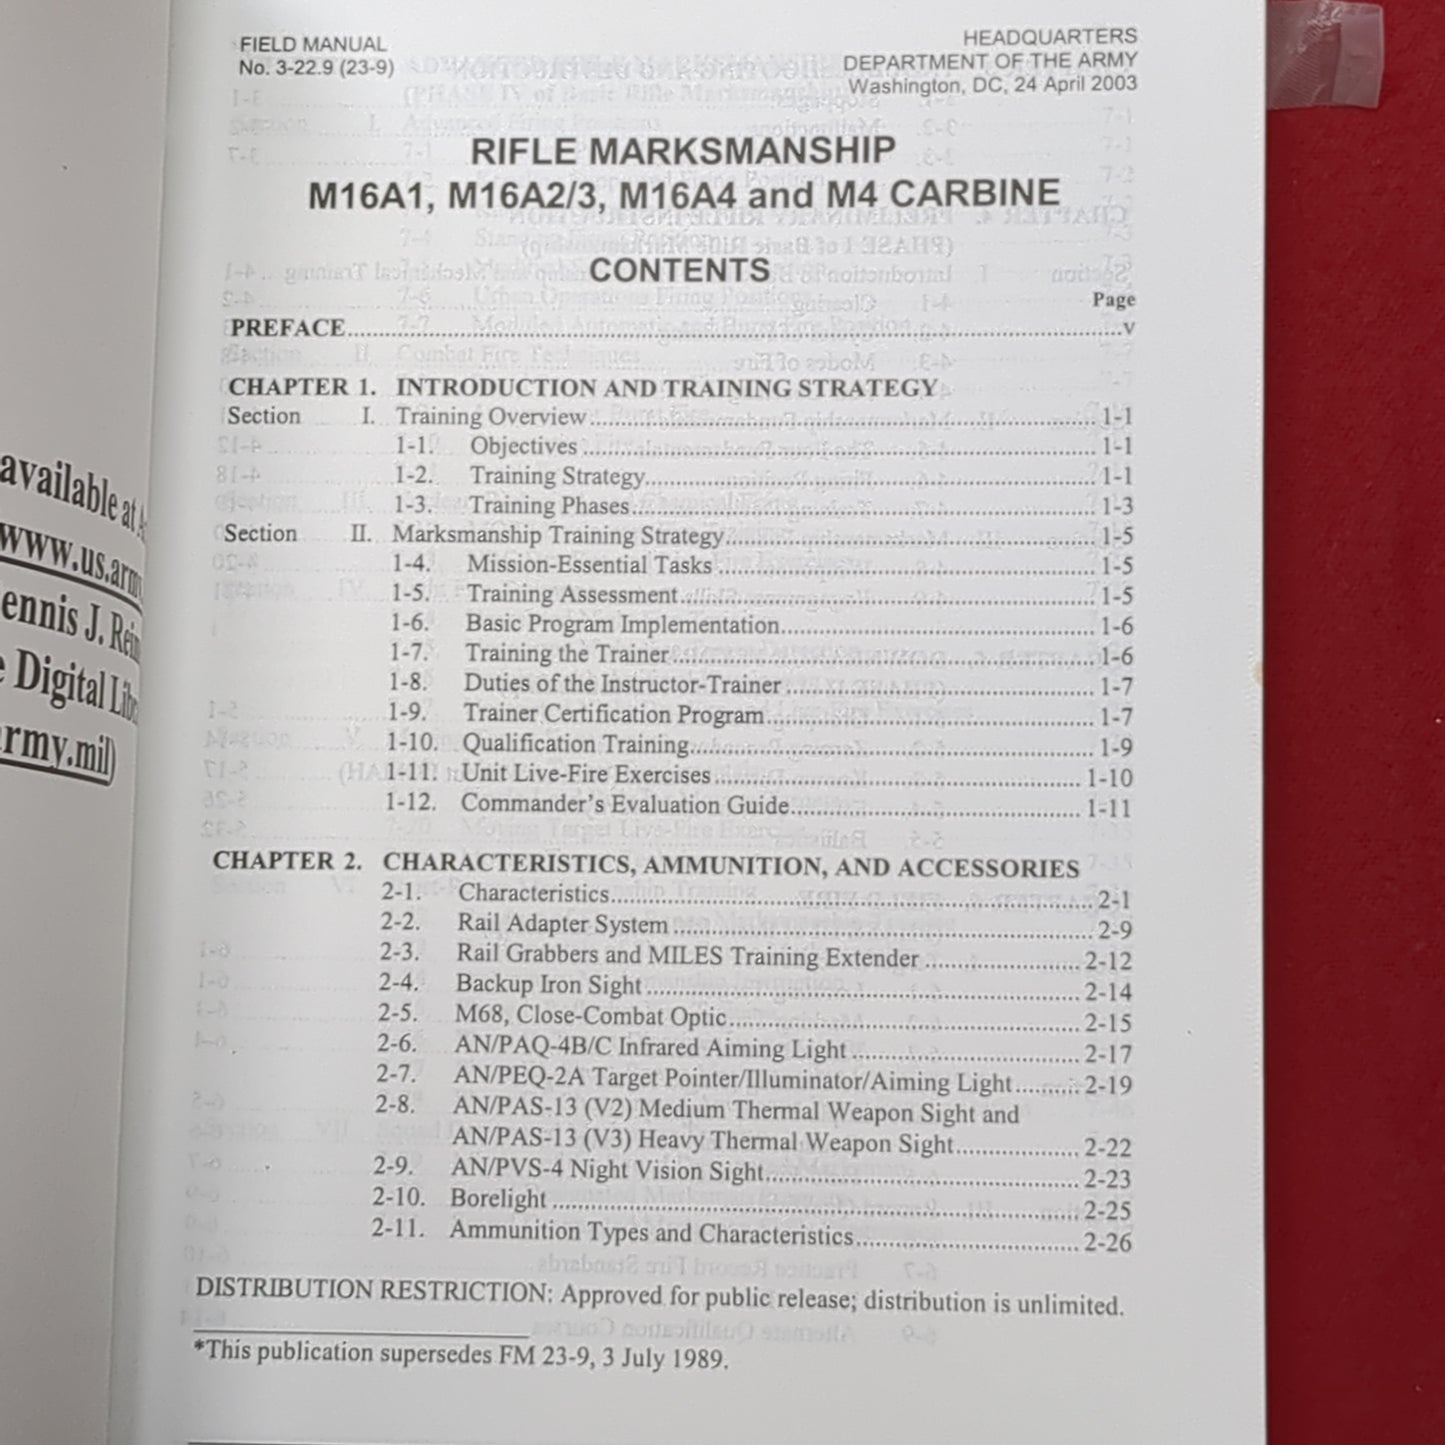 available at
www.us.army
ennis J. Reim
Digital Lib
rmy.mil)
FIELD MANUAL
No. 3-22.9 (23-9)
HEADQUARTERS
DEPARTMENT OF THE ARMY
Washington, DC, 24 April 2003
RIFLE MARKSMANSHIP
M16A1, M16A2/3, M16A4 and M4 CARBINE
CONTENTS
Page
PREFACE..........v
CHAPTER 1. INTRODUCTION AND TRAINING STRATEGY
Section I. Training Overview..........1-1
1-1. Objectives..........1-1
1-2. Training Strategy..........1-1
1-3. Training Phases..........1-3
Section II. Marksmanship Training Strategy..........1-5
1-4. Mission-Essential Tasks..........1-5
1-5. Training Assessment..........1-5
1-6. Basic Program Implementation..........1-6
1-7. Training the Trainer..........1-6
1-8. Duties of the Instructor-Trainer..........1-7
1-9. Trainer Certification Program..........1-7
1-10. Qualification Training..........1-9
1-11. Unit Live-Fire Exercises..........1-10
1-12. Commander's Evaluation Guide..........1-11
CHAPTER 2. CHARACTERISTICS, AMMUNITION, AND ACCESSORIES
2-1. Characteristics..........2-1
2-2. Rail Adapter System..........2-9
2-3. Rail Grabbers and MILES Training Extender..........2-12
2-4. Backup Iron Sight..........2-14
2-5. M68, Close-Combat Optic..........2-15
2-6. AN/PAQ-4B/C Infrared Aiming Light..........2-17
2-7. AN/PEQ-2A Target Pointer/Illuminator/Aiming Light..........2-19
2-8. AN/PAS-13 (V2) Medium Thermal Weapon Sight and
AN/PAS-13 (V3) Heavy Thermal Weapon Sight..........2-22
2-9. AN/PVS-4 Night Vision Sight..........2-23
2-10. Borelight..........2-25
2-11. Ammunition Types and Characteristics..........2-26
DISTRIBUTION RESTRICTION: Approved for public release; distribution is unlimited.
*This publication supersedes FM 23-9, 3 July 1989.